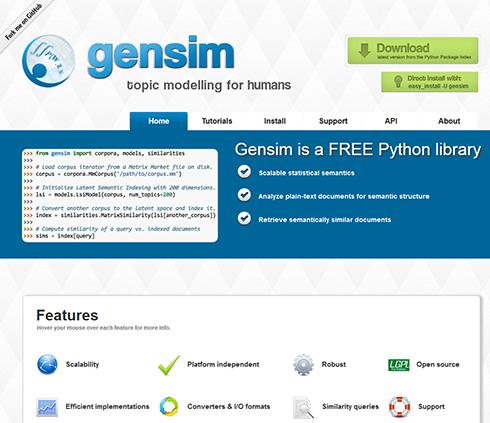 Fork me on GitHub
gensim
topic modelling for humans
Download
latest version from the Python Package Index
Direct install with:
easy_install -U gensim
Home Tutorials Install Support API About
>>> from gensim import corpora, models, similarities
>>>
>>> # Load corpus iterator from a Matrix Market file on disk.
>>> corpus = corpora.MmCorpus('/path/to/corpus.mm')
>>>
>>> # Initialize Latent Semantic Indexing with 200 dimensions.
>>> lsi = models.LsiModel(corpus, num_topics=200)
>>>
>>> # Convert another corpus to the latent space and index it.
>>> index = similarities.MatrixSimilarity(lsi[another_corpus])
>>>
>>> # Compute similarity of a query vs. indexed documents
>>> sims = index[query]
Gensim is a FREE Python library
Scalable statistical semantics
Analyze plain-text documents for semantic structure
Retrieve semantically similar documents
Features
Hover your mouse over each feature for more info.
Scalability Platform independent Robust LGPL Open source
Efficient implementations Converters & I/O formats Similarity queries Support